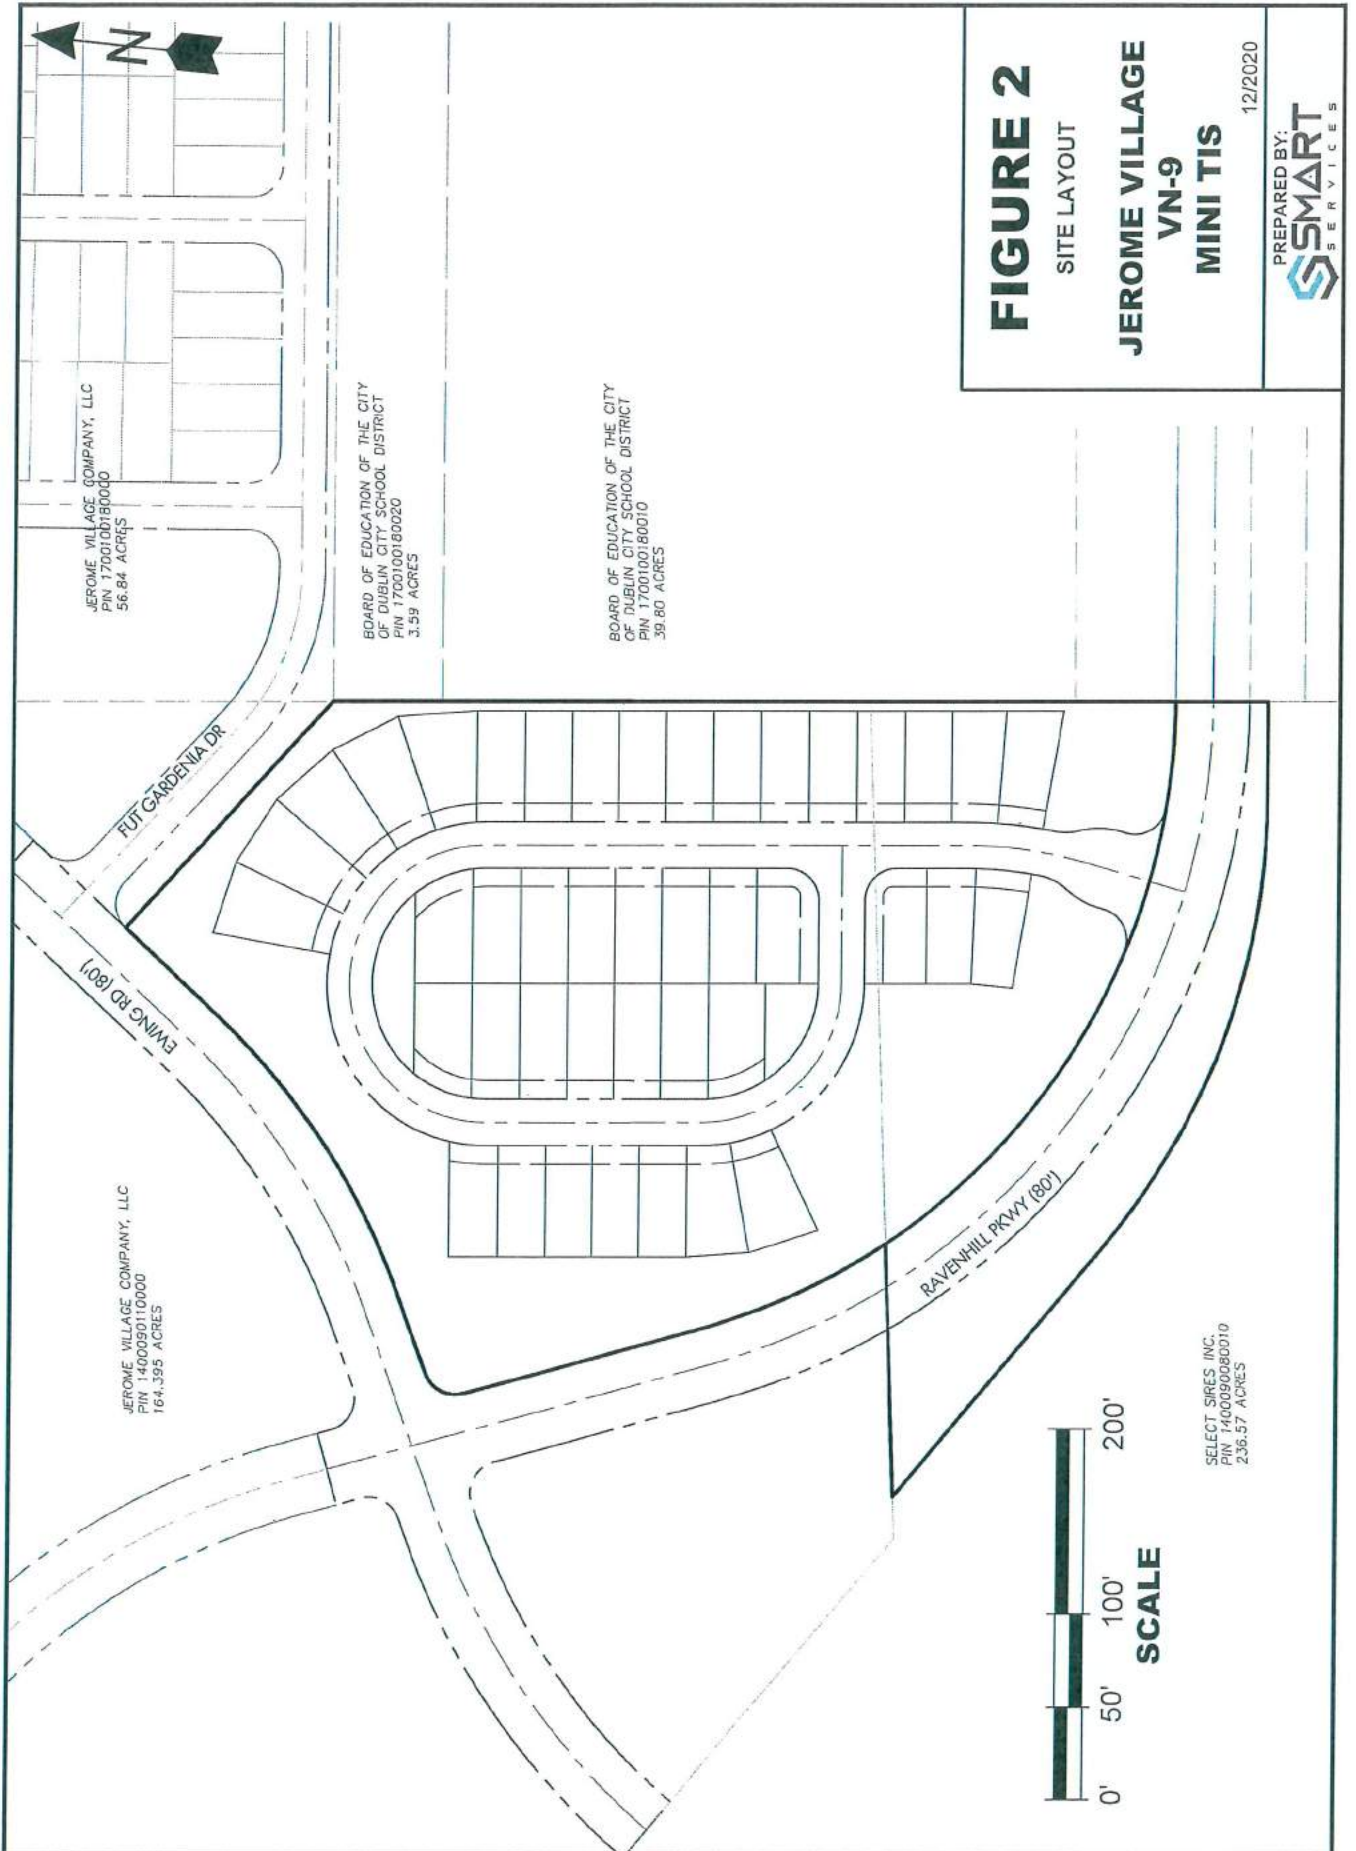 N
JEROME VILLAGE COMPANY, LLC
PIN 1700100180000
56.84 ACRES
BOARD OF EDUCATION OF THE CITY
OF DUBLIN CITY SCHOOL DISTRICT
PIN 1700100180020
3.59 ACRES
BOARD OF EDUCATION OF THE CITY
OF DUBLIN CITY SCHOOL DISTRICT
PIN 1700100180010
39.80 ACRES
FUT GARDENIA DR
EWING RD (80')
JEROME VILLAGE COMPANY, LLC
PIN 1400090110000
164.395 ACRES
RAVENHILL PKWY (80')
SELECT SIRES INC.
PIN 1400090080010
236.57 ACRES
0' 50' 100' 200'
SCALE
FIGURE 2
SITE LAYOUT
JEROME VILLAGE
VN-9
MINI TIS
12/2020
PREPARED BY:
SMART
SERVICES